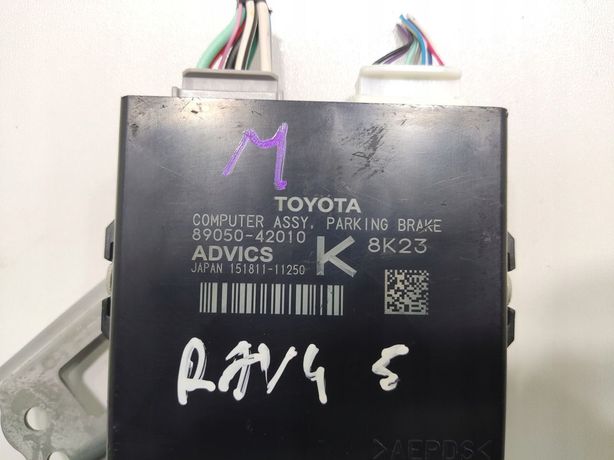 M
TOYOTA
COMPUTER ASSY, PARKING BRAKE
89050-42010 K 8K23
ADVICS
JAPAN 151811-11250
RAV4 5
>AEPDS<